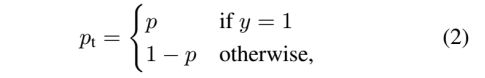 p_t = { p if y = 1
1 − p otherwise, (2)